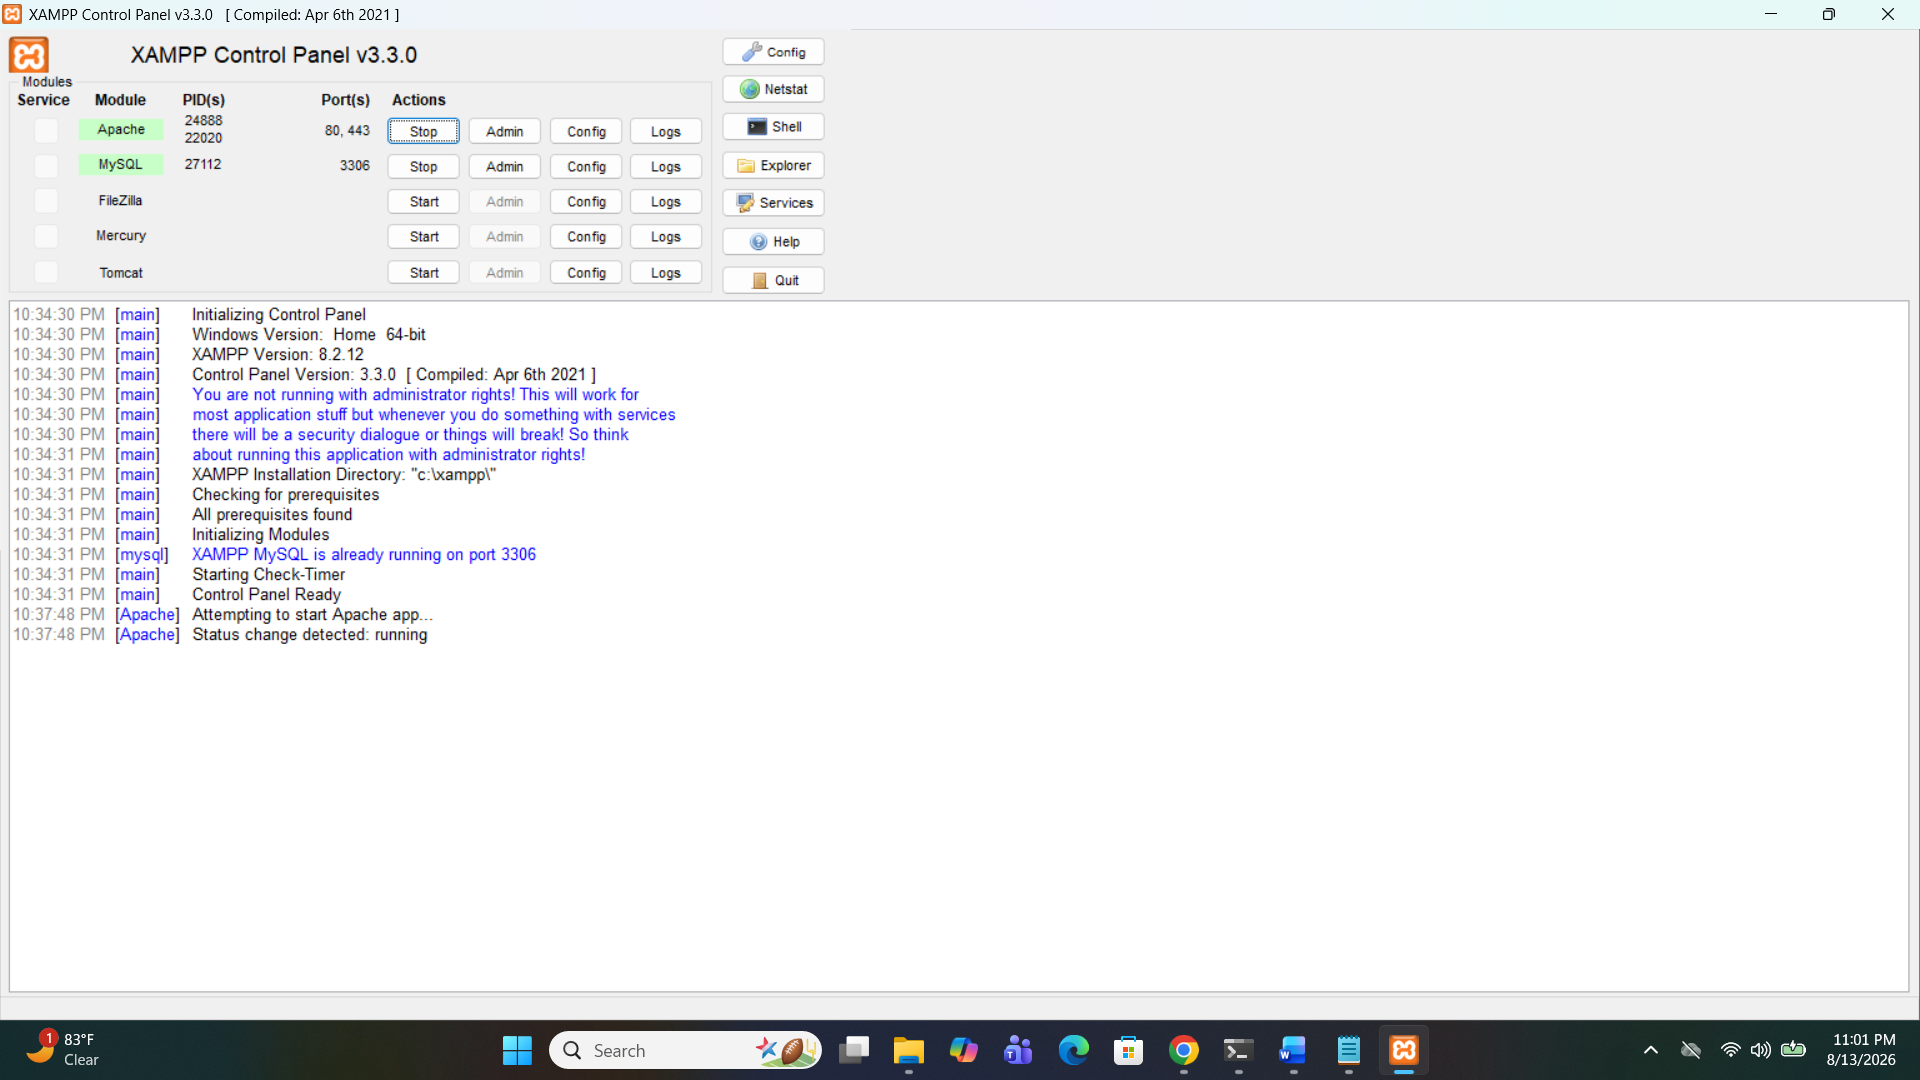 XAMPP Control Panel v3.3.0 [ Compiled: Apr 6th 2021 ]
XAMPP Control Panel v3.3.0
Config
Modules
Service Module PID(s) Port(s) Actions
Netstat
Apache 24888 22020 80, 443 Stop Admin Config Logs
Shell
MySQL 27112 3306 Stop Admin Config Logs
Explorer
FileZilla Start Admin Config Logs
Services
Mercury Start Admin Config Logs
Help
Tomcat Start Admin Config Logs
Quit
10:34:30 PM [main] Initializing Control Panel
10:34:30 PM [main] Windows Version: Home 64-bit
10:34:30 PM [main] XAMPP Version: 8.2.12
10:34:30 PM [main] Control Panel Version: 3.3.0 [ Compiled: Apr 6th 2021 ]
10:34:30 PM [main] You are not running with administrator rights! This will work for
10:34:30 PM [main] most application stuff but whenever you do something with services
10:34:30 PM [main] there will be a security dialogue or things will break! So think
10:34:31 PM [main] about running this application with administrator rights!
10:34:31 PM [main] XAMPP Installation Directory: "c:\xampp\"
10:34:31 PM [main] Checking for prerequisites
10:34:31 PM [main] All prerequisites found
10:34:31 PM [main] Initializing Modules
10:34:31 PM [mysql] XAMPP MySQL is already running on port 3306
10:34:31 PM [main] Starting Check-Timer
10:34:31 PM [main] Control Panel Ready
10:37:48 PM [Apache] Attempting to start Apache app...
10:37:48 PM [Apache] Status change detected: running
1
83°F
Clear
Search
11:01 PM
8/13/2026